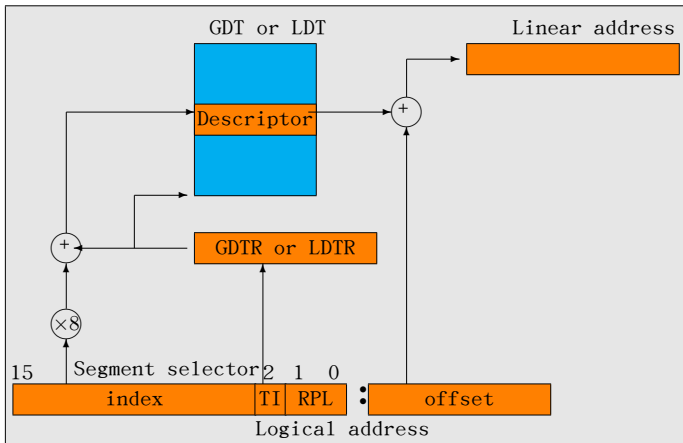 GDT or LDT
Linear address
Descriptor
+
+
GDTR or LDTR
×8
Segment selector
15 2 1 0
index TI RPL : offset
Logical address